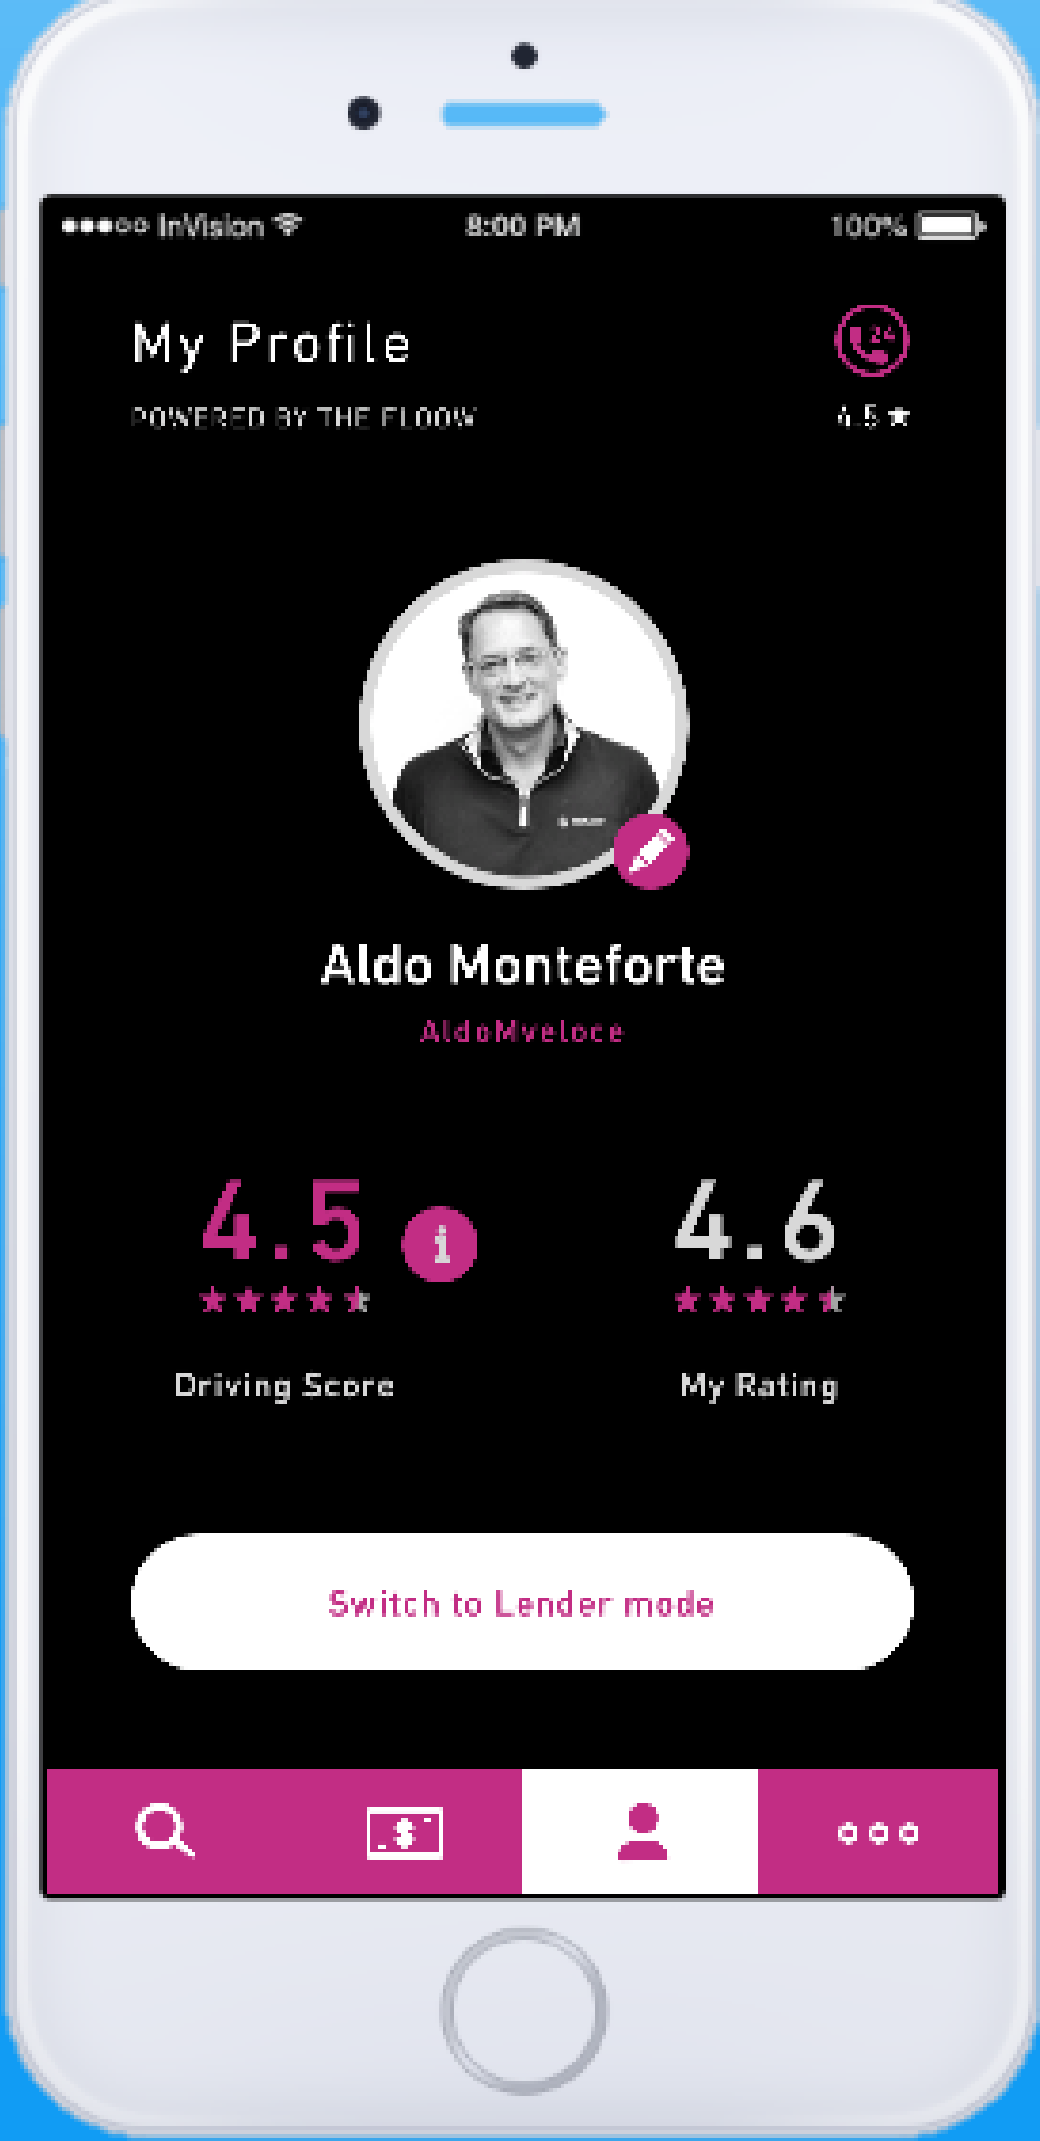 InVision 8:00 PM 100%
My Profile
24
POWERED BY THE FLOOW
4.5 ★
Aldo Monteforte
AldoMveloce
4.5 i 4.6
Driving Score My Rating
Switch to Lender mode
$